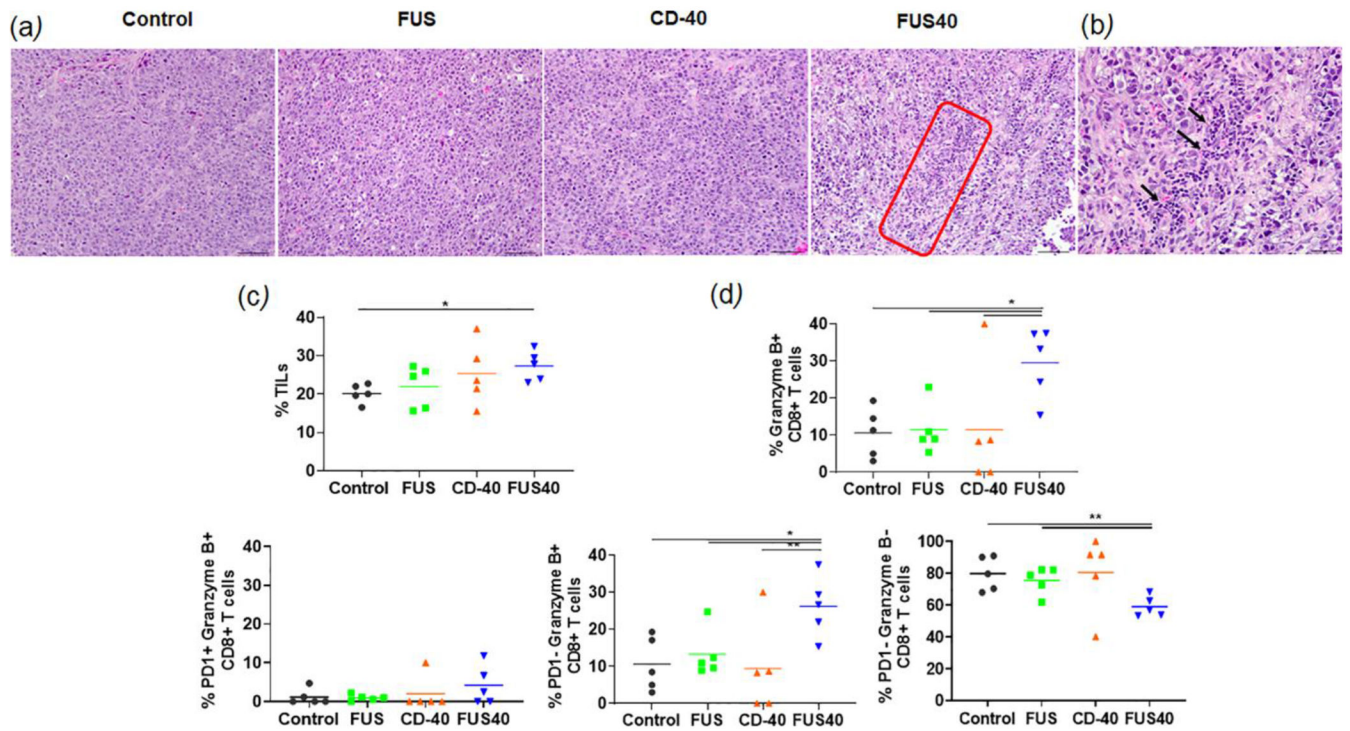 (a) Control FUS CD-40 FUS40 (b)
(c) (d)
*
% TILs
40
30
20
10
0
Control FUS CD-40 FUS40
*
% Granzyme B+
CD8+ T cells
40
30
20
10
0
Control FUS CD-40 FUS40
% PD1+ Granzyme B+
CD8+ T cells
40
30
20
10
0
Control FUS CD-40 FUS40
*
**
% PD1- Granzyme B+
CD8+ T cells
40
30
20
10
0
Control FUS CD-40 FUS40
**
% PD1- Granzyme B-
CD8+ T cells
100
80
60
40
20
0
Control FUS CD-40 FUS40